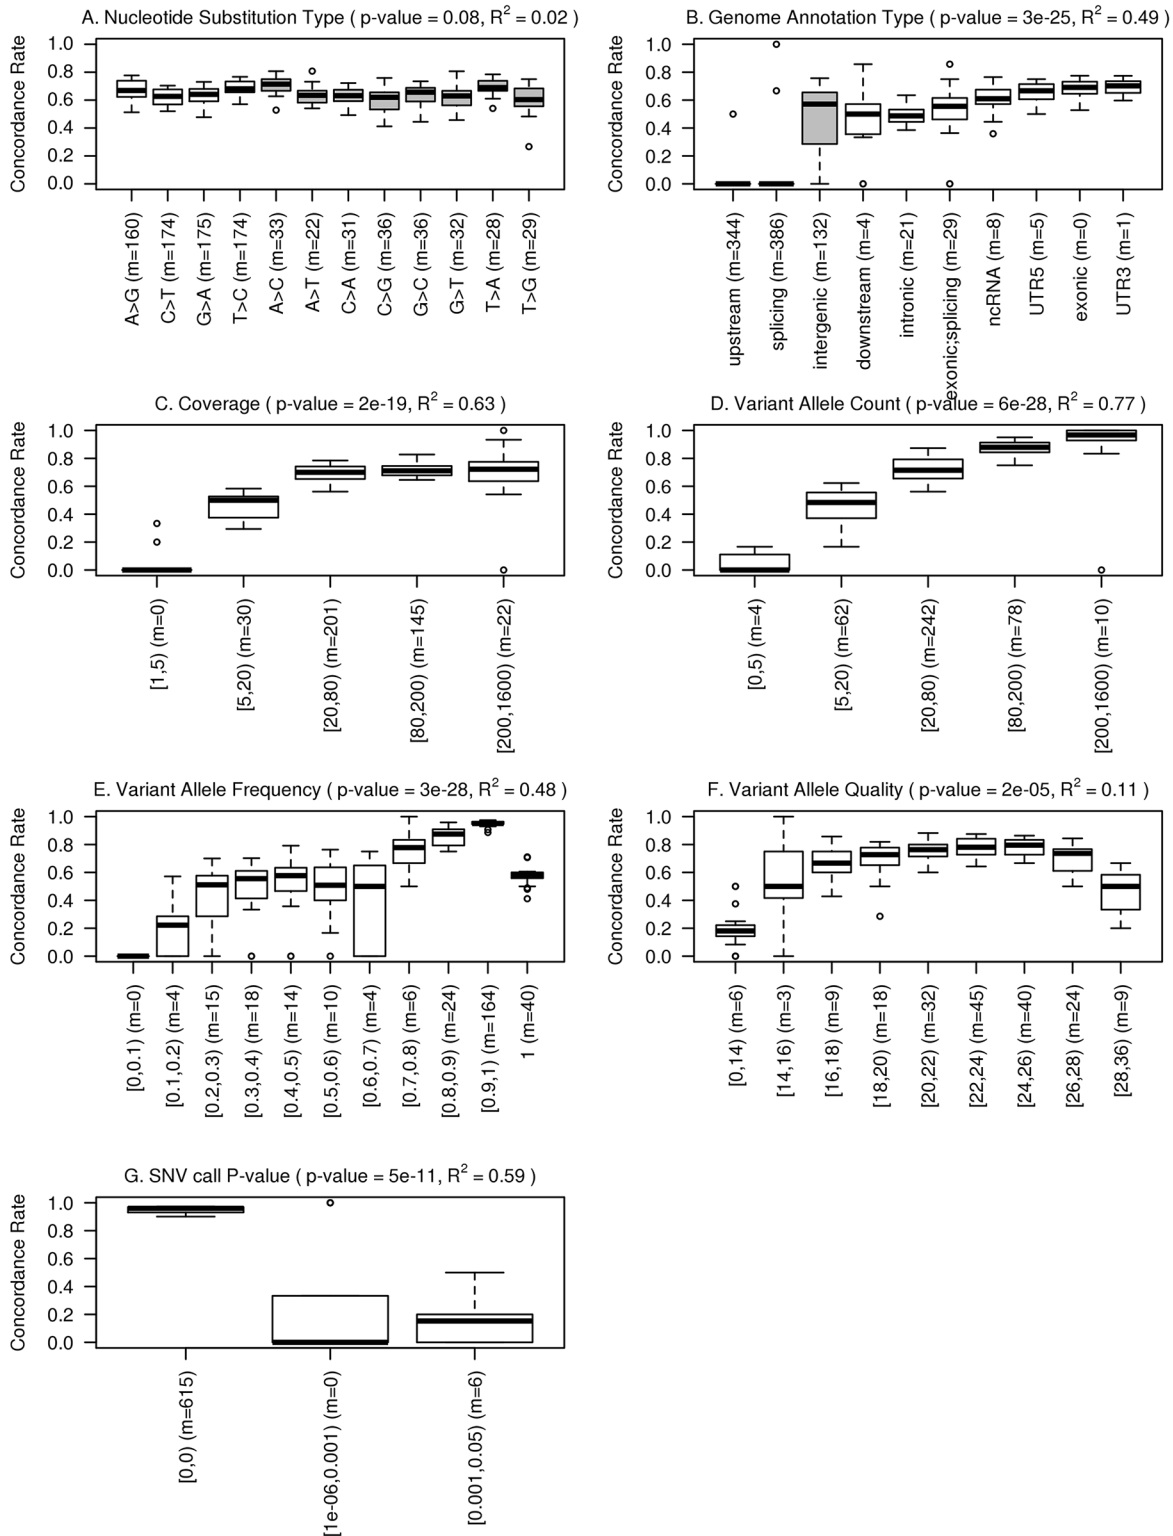 A. Nucleotide Substitution Type ( p-value = 0.08, R² = 0.02 )
Concordance Rate
1.0
0.8
0.6
0.4
0.2
0.0
A>G (m=160)
C>T (m=174)
G>A (m=175)
T>C (m=174)
A>C (m=33)
A>T (m=22)
C>A (m=31)
C>G (m=36)
G>C (m=36)
G>T (m=32)
T>A (m=28)
T>G (m=29)
B. Genome Annotation Type ( p-value = 3e-25, R² = 0.49 )
Concordance Rate
1.0
0.8
0.6
0.4
0.2
0.0
upstream (m=344)
splicing (m=386)
intergenic (m=132)
downstream (m=4)
intronic (m=21)
exonic;splicing (m=29)
ncRNA (m=8)
UTR5 (m=5)
exonic (m=0)
UTR3 (m=1)
C. Coverage ( p-value = 2e-19, R² = 0.63 )
Concordance Rate
1.0
0.8
0.6
0.4
0.2
0.0
[1,5) (m=0)
[5,20) (m=30)
[20,80) (m=201)
[80,200) (m=145)
[200,1600) (m=22)
D. Variant Allele Count ( p-value = 6e-28, R² = 0.77 )
Concordance Rate
1.0
0.8
0.6
0.4
0.2
0.0
[0,5) (m=4)
[5,20) (m=62)
[20,80) (m=242)
[80,200) (m=78)
[200,1600) (m=10)
E. Variant Allele Frequency ( p-value = 3e-28, R² = 0.48 )
Concordance Rate
1.0
0.8
0.6
0.4
0.2
0.0
[0,0.1) (m=0)
[0.1,0.2) (m=4)
[0.2,0.3) (m=15)
[0.3,0.4) (m=18)
[0.4,0.5) (m=14)
[0.5,0.6) (m=10)
[0.6,0.7) (m=4)
[0.7,0.8) (m=6)
[0.8,0.9) (m=24)
[0.9,1) (m=164)
1 (m=40)
F. Variant Allele Quality ( p-value = 2e-05, R² = 0.11 )
Concordance Rate
1.0
0.8
0.6
0.4
0.2
0.0
[0,14) (m=6)
[14,16) (m=3)
[16,18) (m=9)
[18,20) (m=18)
[20,22) (m=32)
[22,24) (m=45)
[24,26) (m=40)
[26,28) (m=24)
[28,36) (m=9)
G. SNV call P-value ( p-value = 5e-11, R² = 0.59 )
Concordance Rate
1.0
0.8
0.6
0.4
0.2
0.0
[0,0) (m=615)
[1e-06,0.001) (m=0)
[0.001,0.05) (m=6)